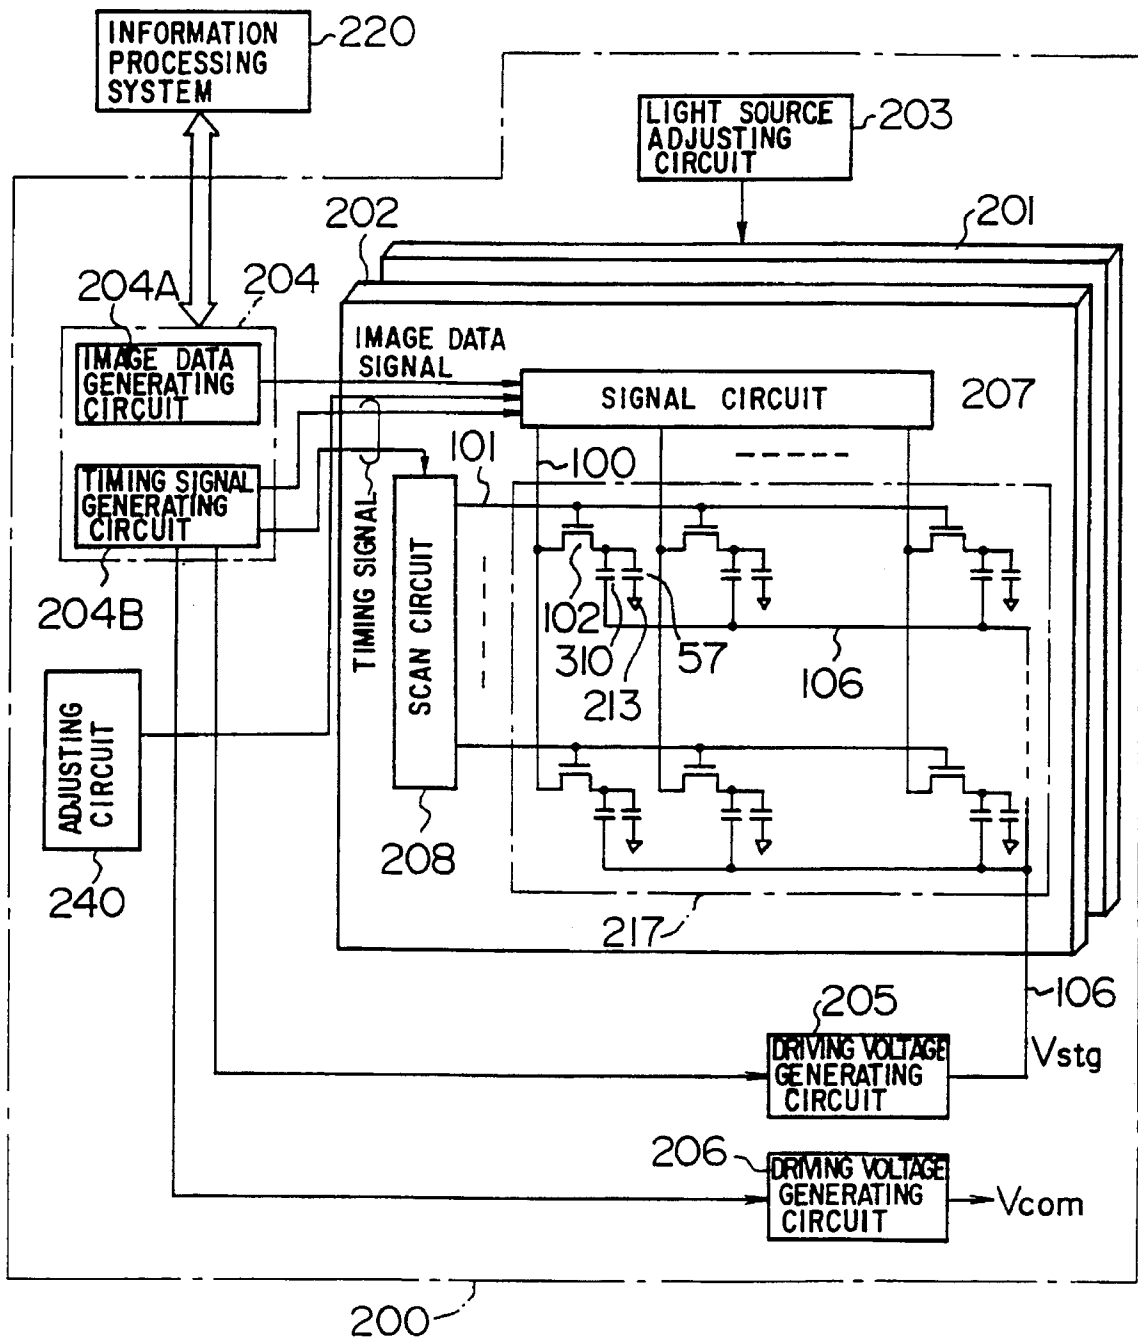 INFORMATION
PROCESSING
SYSTEM
220
LIGHT SOURCE
ADJUSTING
CIRCUIT
203
202
201
204A
204
IMAGE DATA
GENERATING
CIRCUIT
IMAGE DATA
SIGNAL
SIGNAL CIRCUIT
207
101
100
TIMING SIGNAL
GENERATING
CIRCUIT
204B
TIMING SIGNAL
SCAN CIRCUIT
102
310
213
57
106
ADJUSTING
CIRCUIT
240
208
217
106
205
DRIVING VOLTAGE
GENERATING
CIRCUIT
Vstg
206
DRIVING VOLTAGE
GENERATING
CIRCUIT
Vcom
200